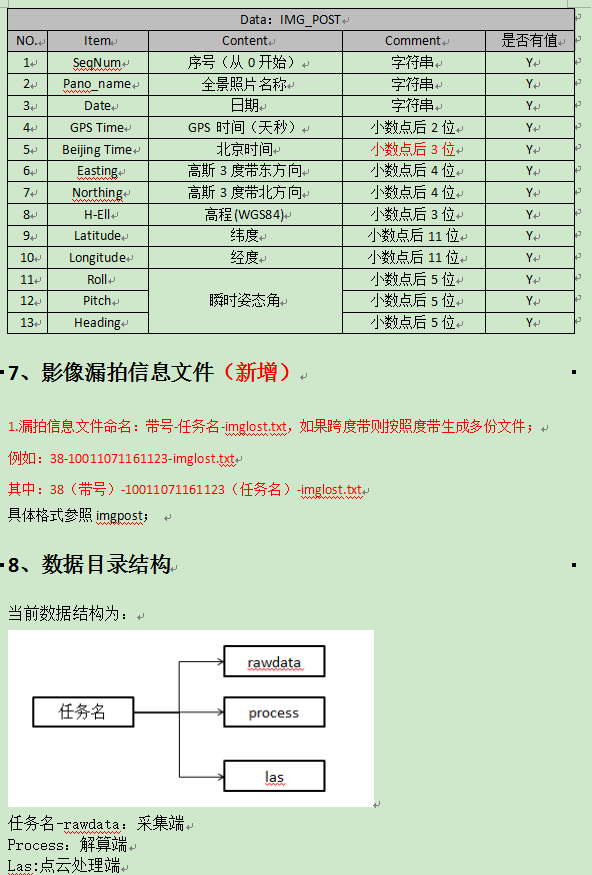 Data：IMG_POST
NO. Item Content Comment 是否有值
1 SeqNum 序号（从 0 开始） 字符串 Y
2 Pano_name 全景照片名称 字符串 Y
3 Date 日期 字符串 Y
4 GPS Time GPS 时间（天秒） 小数点后 2 位 Y
5 Beijing Time 北京时间 小数点后 3 位 Y
6 Easting 高斯 3 度带东方向 小数点后 4 位 Y
7 Northing 高斯 3 度带北方向 小数点后 4 位 Y
8 H-Ell 高程(WGS84) 小数点后 3 位 Y
9 Latitude 纬度 小数点后 11 位 Y
10 Longitude 经度 小数点后 11 位 Y
11 Roll 小数点后 5 位 Y
12 Pitch 瞬时姿态角 小数点后 5 位 Y
13 Heading 小数点后 5 位 Y
7、影像漏拍信息文件（新增）
1.漏拍信息文件命名：带号-任务名-imglost.txt，如果跨度带则按照度带生成多份文件；
例如：38-10011071161123-imglost.txt
其中：38（带号）-10011071161123（任务名）-imglost.txt
具体格式参照 imgpost；
8、数据目录结构
当前数据结构为：
rawdata
任务名 process
las
任务名-rawdata：采集端
Process：解算端
Las:点云处理端